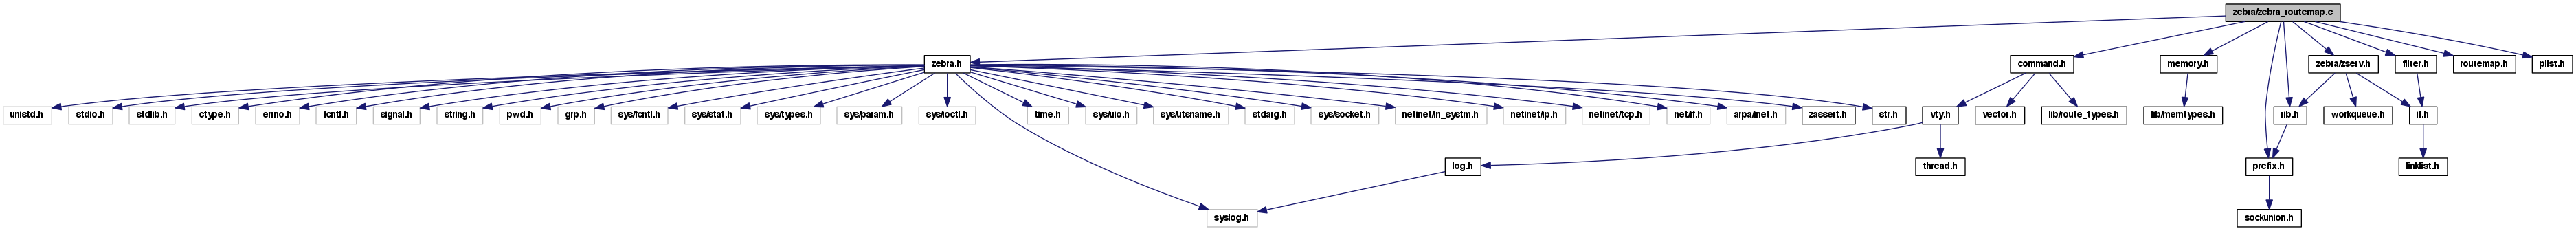 zebra/zebra_routemap.c
zebra.h
command.h
memory.h
zebra/zserv.h
filter.h
routemap.h
plist.h
unistd.h
stdio.h
stdlib.h
ctype.h
errno.h
fcntl.h
signal.h
string.h
pwd.h
grp.h
sys/fcntl.h
sys/stat.h
sys/types.h
sys/param.h
sys/ioctl.h
time.h
sys/uio.h
sys/utsname.h
stdarg.h
sys/socket.h
netinet/in_systm.h
netinet/ip.h
netinet/tcp.h
net/if.h
arpa/inet.h
zassert.h
str.h
vty.h
vector.h
lib/route_types.h
lib/memtypes.h
rib.h
workqueue.h
if.h
log.h
thread.h
prefix.h
linklist.h
syslog.h
sockunion.h